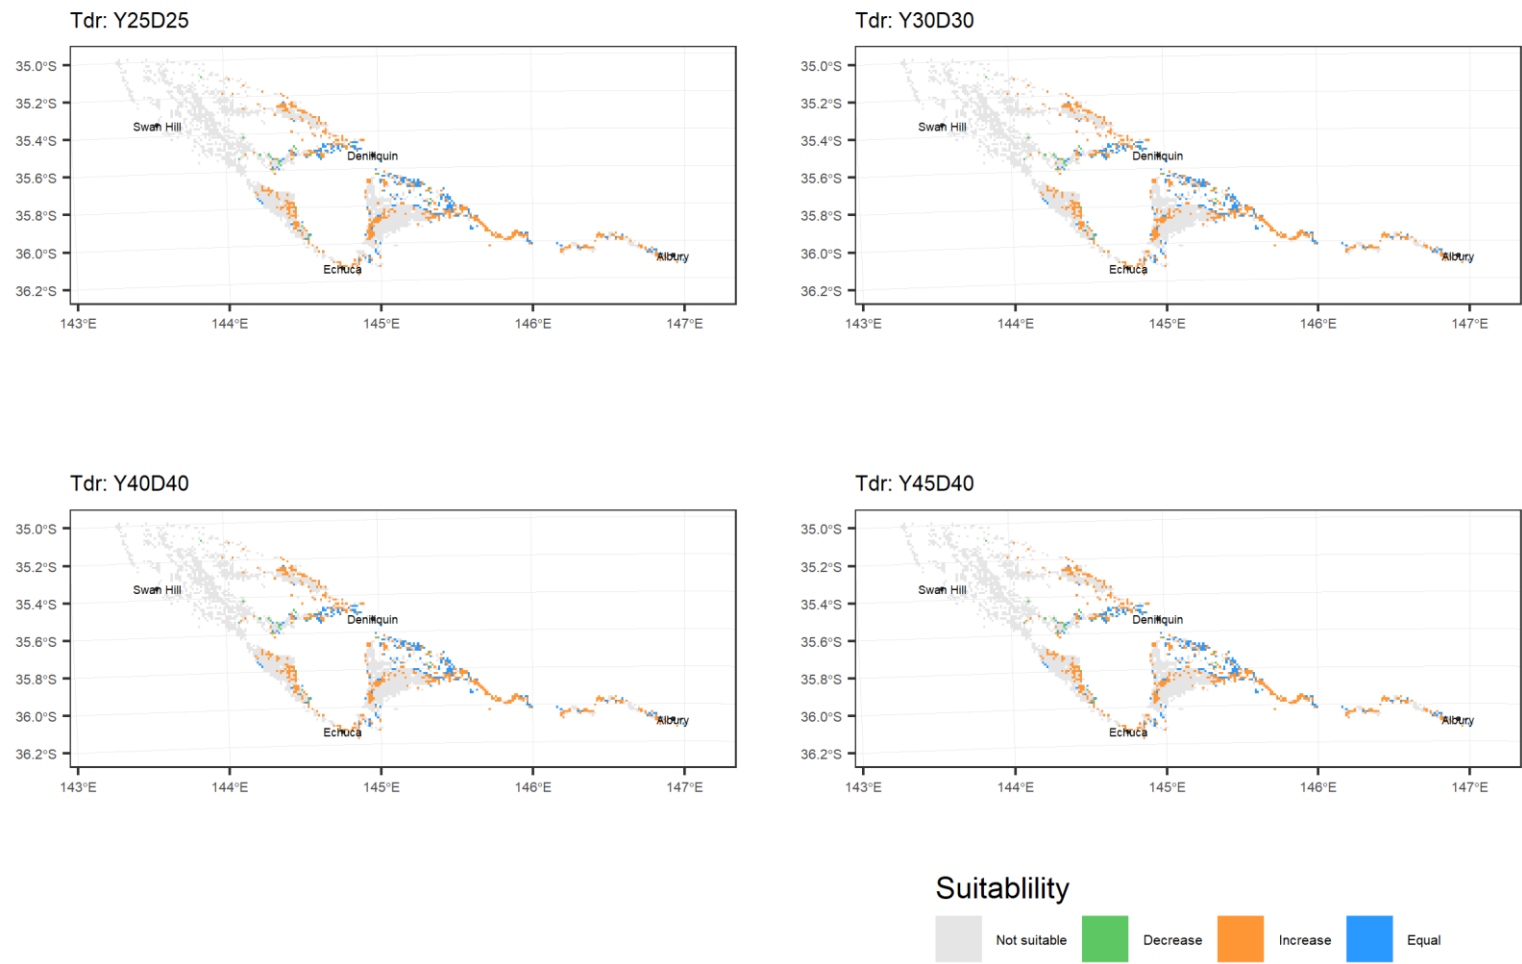 Tdr: Y25D25
Tdr: Y30D30
35.0°S
35.2°S
35.4°S
35.6°S
35.8°S
36.0°S
36.2°S
Swan Hill
Deniliquin
Echuca
Albury
143°E
144°E
145°E
146°E
147°E
35.0°S
35.2°S
35.4°S
35.6°S
35.8°S
36.0°S
36.2°S
Swan Hill
Deniliquin
Echuca
Albury
143°E
144°E
145°E
146°E
147°E
Tdr: Y40D40
Tdr: Y45D40
35.0°S
35.2°S
35.4°S
35.6°S
35.8°S
36.0°S
36.2°S
Swan Hill
Deniliquin
Echuca
Albury
143°E
144°E
145°E
146°E
147°E
35.0°S
35.2°S
35.4°S
35.6°S
35.8°S
36.0°S
36.2°S
Swan Hill
Deniliquin
Echuca
Albury
143°E
144°E
145°E
146°E
147°E
Suitablility
Not suitable
Decrease
Increase
Equal